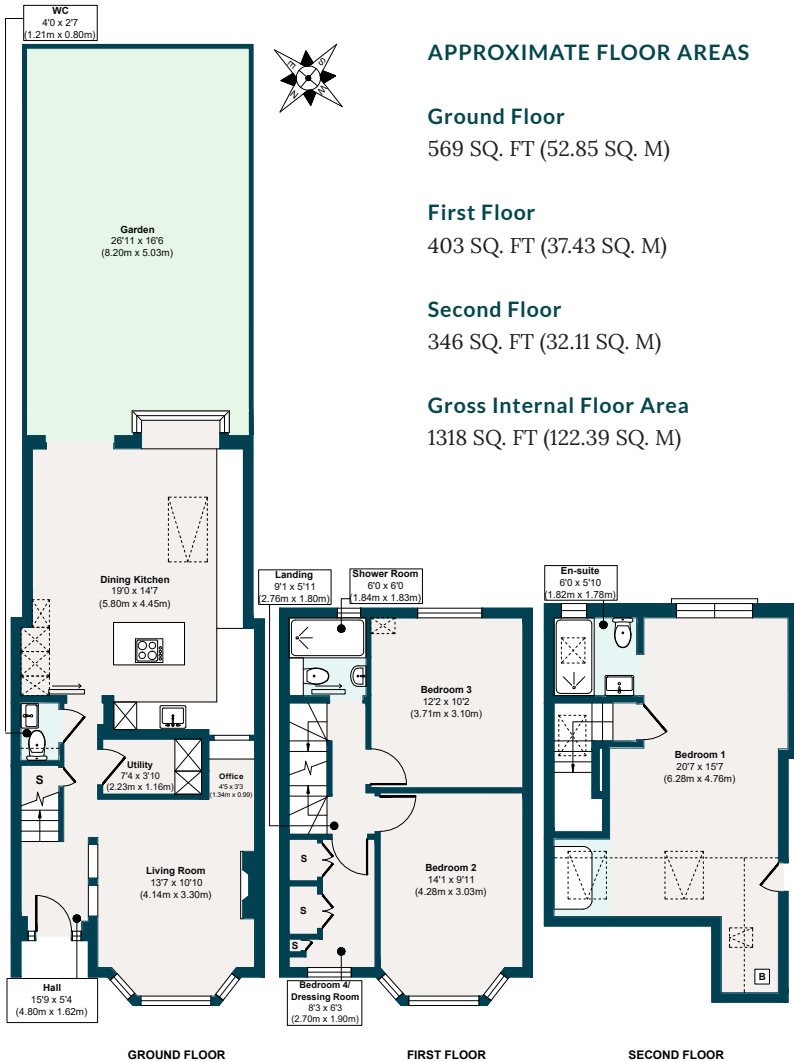 WC
4'0 x 2'7
(1.21m x 0.80m)
S
E
W
N
APPROXIMATE FLOOR AREAS
Ground Floor
569 SQ. FT (52.85 SQ. M)
First Floor
403 SQ. FT (37.43 SQ. M)
Second Floor
346 SQ. FT (32.11 SQ. M)
Gross Internal Floor Area
1318 SQ. FT (122.39 SQ. M)
Garden
26'11 x 16'6
(8.20m x 5.03m)
Dining Kitchen
19'0 x 14'7
(5.80m x 4.45m)
Utility
7'4 x 3'10
(2.23m x 1.16m)
Office
4'5 x 3'3
(1.34m x 0.99)
S
Living Room
13'7 x 10'10
(4.14m x 3.30m)
Hall
15'9 x 5'4
(4.80m x 1.62m)
GROUND FLOOR
Landing
9'1 x 5'11
(2.76m x 1.80m)
Shower Room
6'0 x 6'0
(1.84m x 1.83m)
Bedroom 3
12'2 x 10'2
(3.71m x 3.10m)
Bedroom 2
14'1 x 9'11
(4.28m x 3.03m)
S
S
S
Bedroom 4/
Dressing Room
8'3 x 6'3
(2.70m x 1.90m)
FIRST FLOOR
En-suite
6'0 x 5'10
(1.82m x 1.78m)
Bedroom 1
20'7 x 15'7
(6.28m x 4.76m)
B
SECOND FLOOR